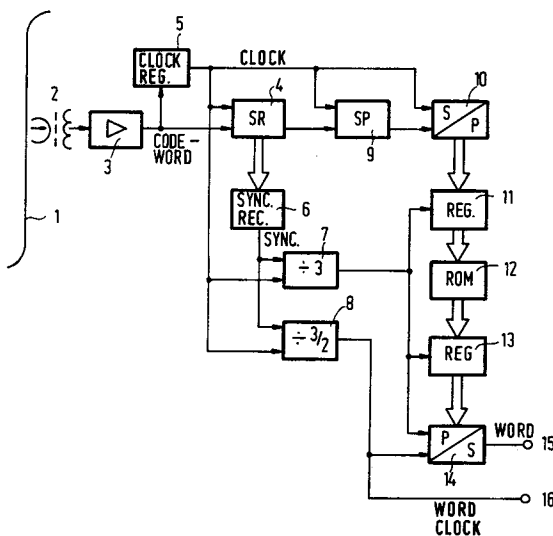 5
CLOCK
REG.
CLOCK
4
10
2
SR
SP
S
P
3
CODE-
WORD
9
SYNC.
REC.
6
REG.
11
SYNC.
7
÷ 3
ROM
12
1
8
÷ 3/2
REG
13
P
S
WORD
15
14
16
WORD
CLOCK